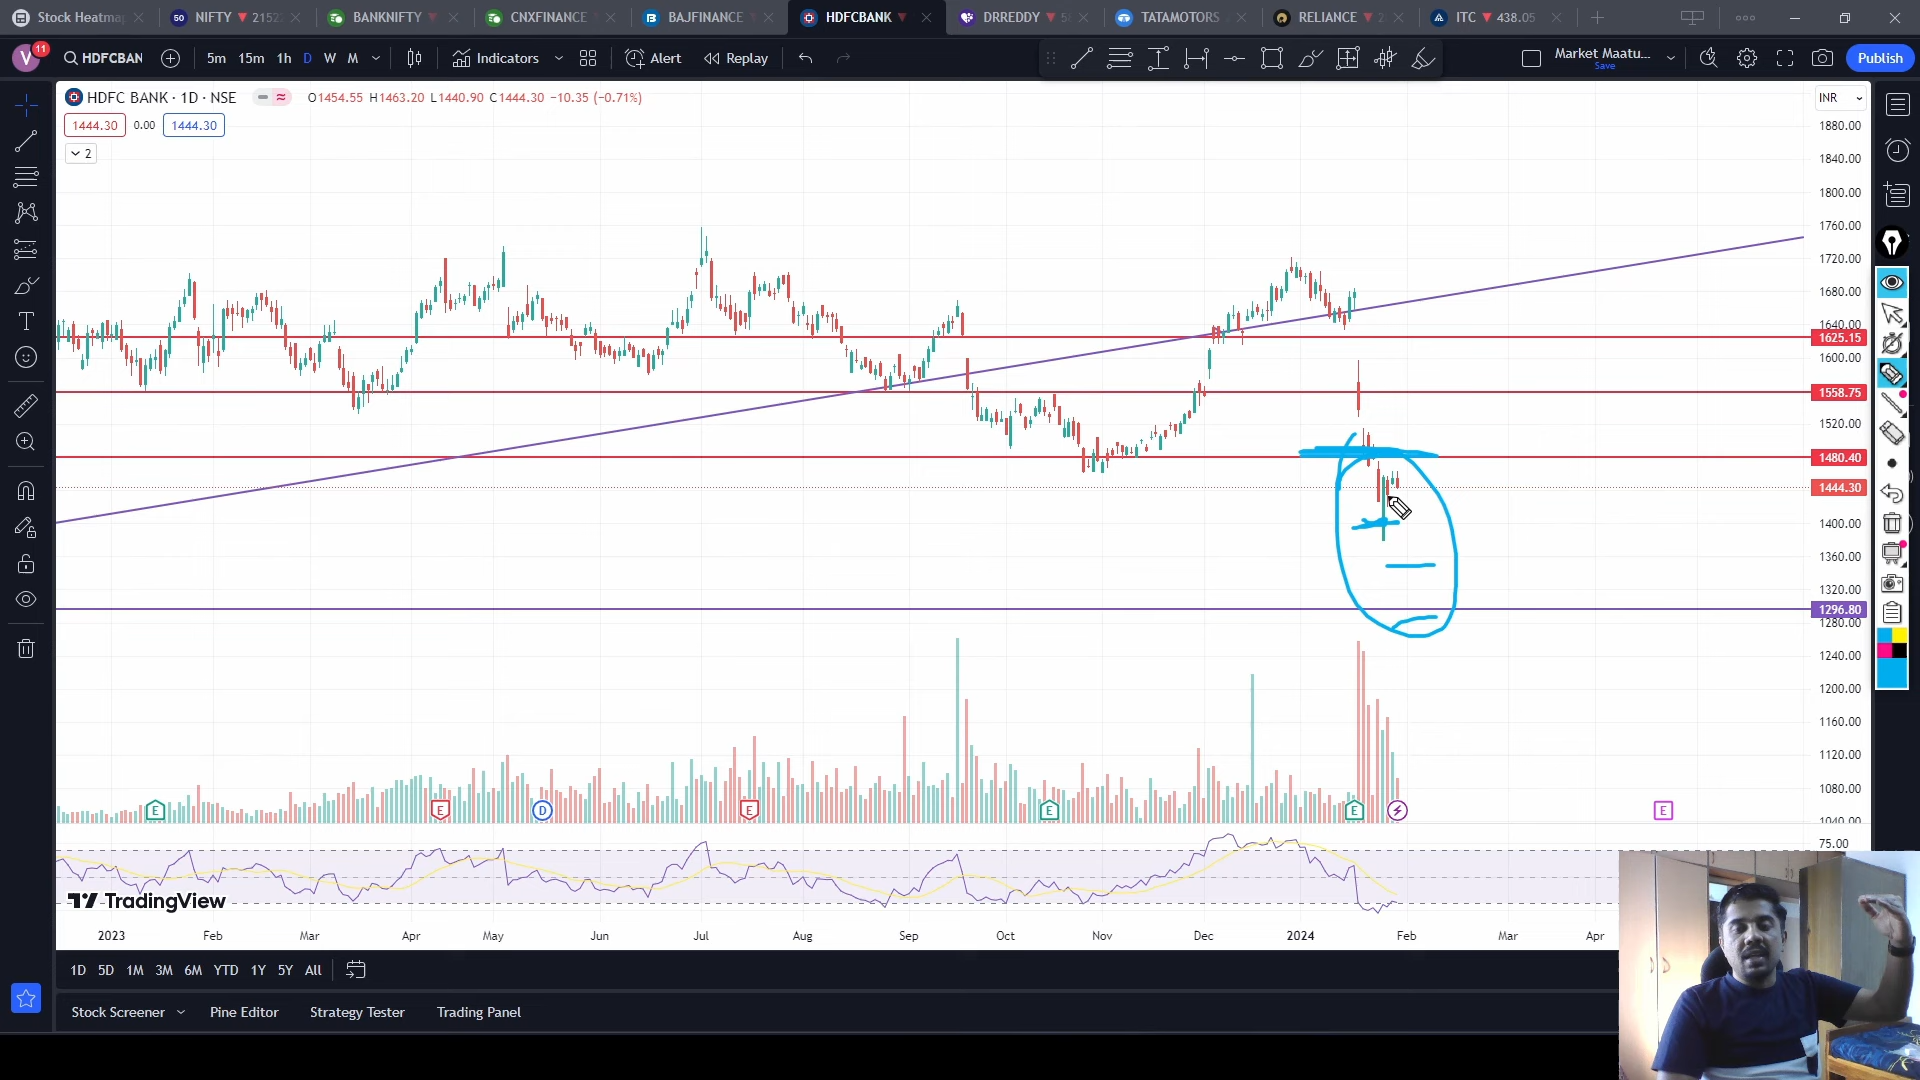 Stock Heatmap NIFTY ▼ 2152 BANKNIFTY ▼ CNXFINANCE BAJFINANCE HDFCBANK ▼ DRREDDY ▼ 58 TATAMOTORS RELIANCE ▼ 2 ITC ▼ 438.05
V 11 HDFCBAN 5m 15m 1h D W M Indicators Alert Replay Market Maatu... Save Publish
HDFC BANK · 1D · NSE O1454.55 H1463.20 L1440.90 C1444.30 −10.35 (−0.71%) INR
1444.30 0.00 1444.30
2
1880.00
1840.00
1800.00
1760.00
1720.00
1680.00
1640.00
1625.15
1600.00
1558.75
1520.00
1480.40
1444.30
1400.00
1360.00
1320.00
1296.80
1280.00
1240.00
1200.00
1160.00
1120.00
1080.00
1040.00
E E D E E E E
75.00
TradingView
2023 Feb Mar Apr May Jun Jul Aug Sep Oct Nov Dec 2024 Feb Mar Apr
1D 5D 1M 3M 6M YTD 1Y 5Y All
Stock Screener Pine Editor Strategy Tester Trading Panel